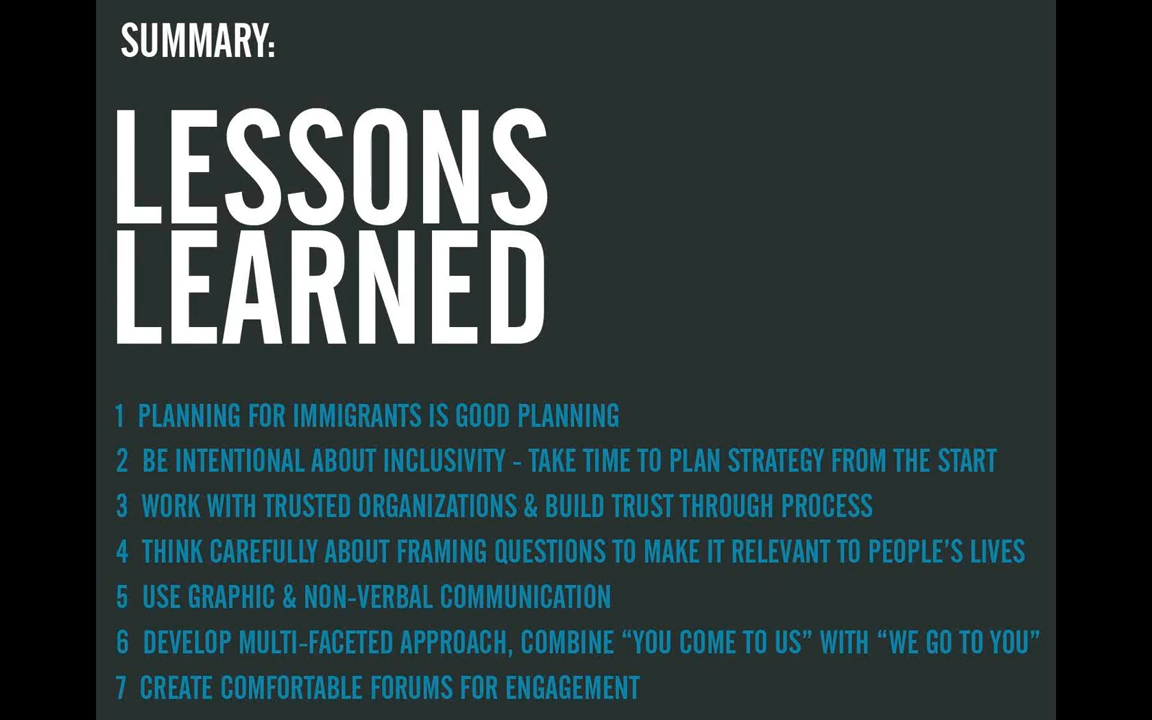 SUMMARY:
LESSONS
LEARNED
1 PLANNING FOR IMMIGRANTS IS GOOD PLANNING
2 BE INTENTIONAL ABOUT INCLUSIVITY - TAKE TIME TO PLAN STRATEGY FROM THE START
3 WORK WITH TRUSTED ORGANIZATIONS & BUILD TRUST THROUGH PROCESS
4 THINK CAREFULLY ABOUT FRAMING QUESTIONS TO MAKE IT RELEVANT TO PEOPLE’S LIVES
5 USE GRAPHIC & NON-VERBAL COMMUNICATION
6 DEVELOP MULTI-FACETED APPROACH, COMBINE “YOU COME TO US” WITH “WE GO TO YOU”
7 CREATE COMFORTABLE FORUMS FOR ENGAGEMENT